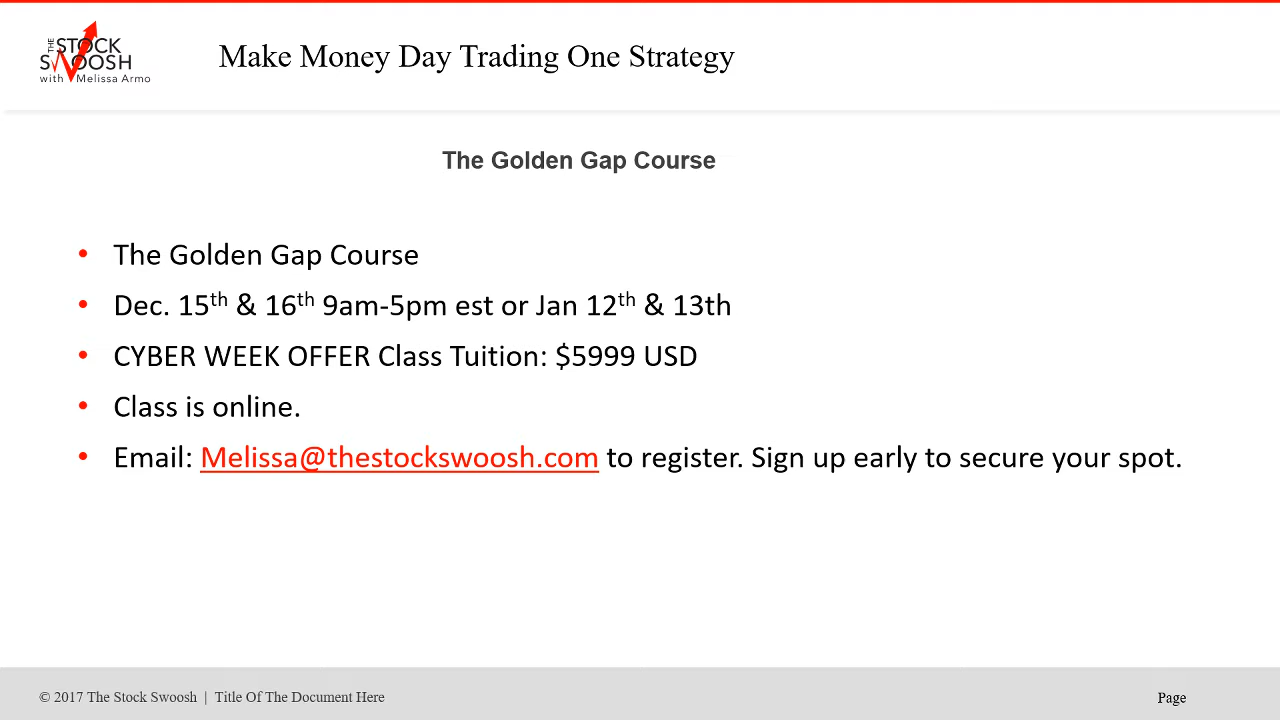 THE STOCK
SWOOSH
with Melissa Armo
Make Money Day Trading One Strategy
The Golden Gap Course
• The Golden Gap Course
• Dec. 15th & 16th 9am-5pm est or Jan 12th & 13th
• CYBER WEEK OFFER Class Tuition: $5999 USD
• Class is online.
• Email: Melissa@thestockswoosh.com to register. Sign up early to secure your spot.
© 2017 The Stock Swoosh | Title Of The Document Here
Page